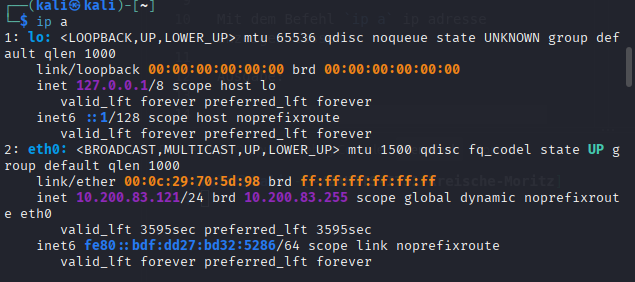 ┌──(kali㉿kali)-[~]
└─$ ip a
Mit dem Befehl ip a ip adresse
1: lo: <LOOPBACK,UP,LOWER_UP> mtu 65536 qdisc noqueue state UNKNOWN group def
ault qlen 1000
    link/loopback 00:00:00:00:00:00 brd 00:00:00:00:00:00
    inet 127.0.0.1/8 scope host lo
       valid_lft forever preferred_lft forever
    inet6 ::1/128 scope host noprefixroute
       valid_lft forever preferred_lft forever
2: eth0: <BROADCAST,MULTICAST,UP,LOWER_UP> mtu 1500 qdisc fq_codel state UP g
roup default qlen 1000
    link/ether 00:0c:29:70:5d:98 brd ff:ff:ff:ff:ff:ff
    inet 10.200.83.121/24 brd 10.200.83.255 scope global dynamic noprefixrout
e eth0
       valid_lft 3595sec preferred_lft 3595sec
    inet6 fe80::bdf:dd27:bd32:5286/64 scope link noprefixroute
       valid_lft forever preferred_lft forever